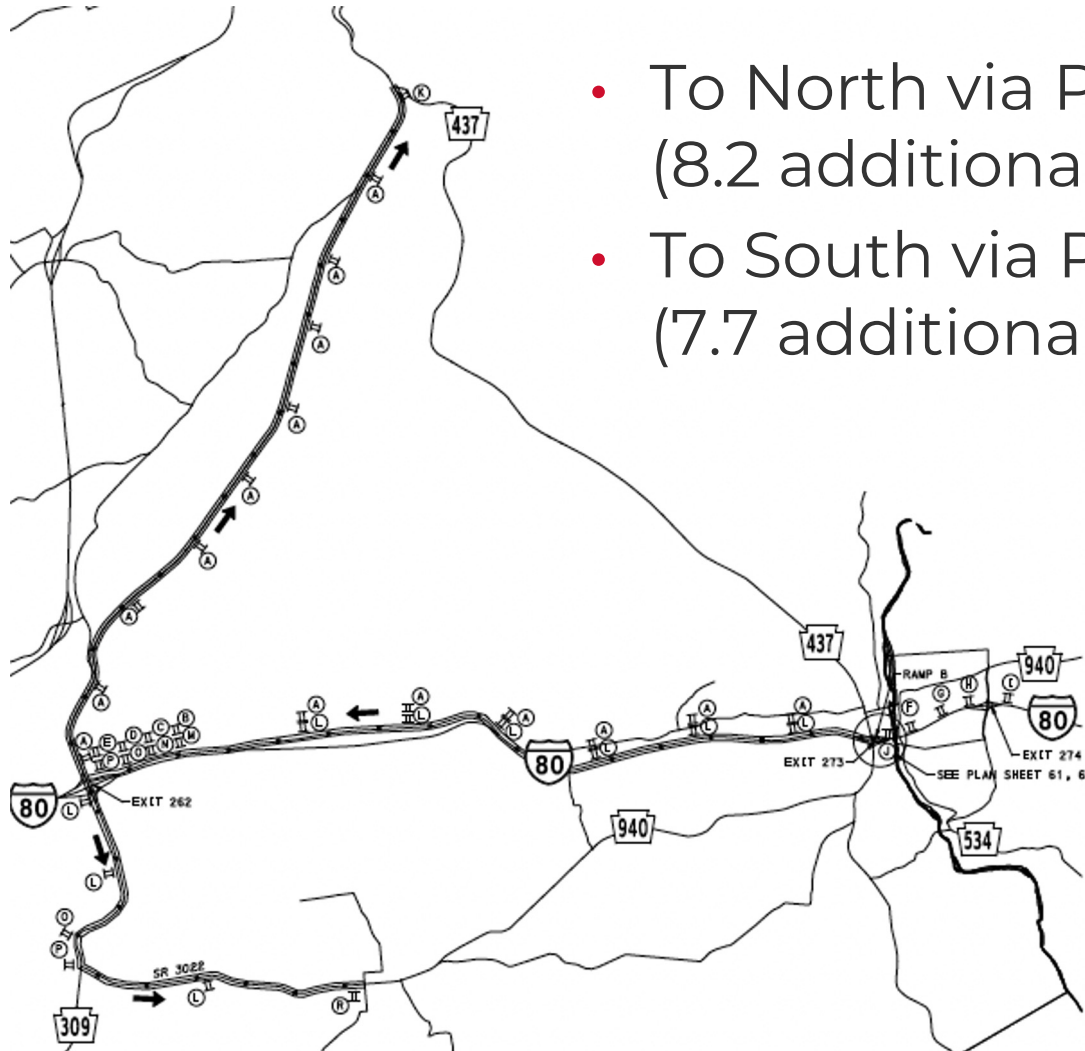 • To North via P
(8.2 additiona
• To South via P
(7.7 additiona
K
437
A
A
A
A
A
A
A
A
437
RAMP B
940
H
I
G
F
80
A
A
A
L
L
A
A
A
B
C
D
E
A
L
L
L
L
M
N
O
P
80
J
EXIT 273
EXIT 274
SEE PLAN SHEET 61, 6
80
L
EXIT 262
940
534
L
O
P
SR 3022
L
R
309